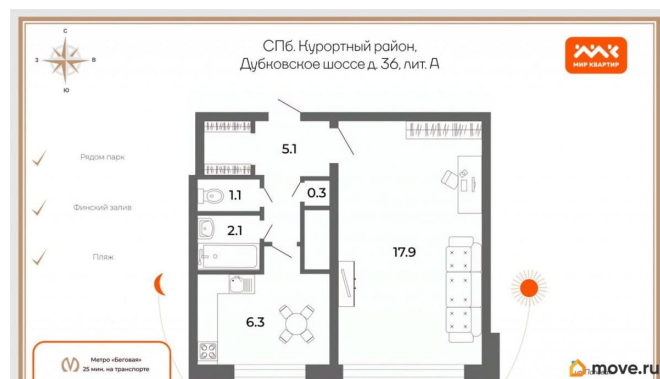 С
З
В
Ю
СПб. Курортный район,
Дубковское шоссе д. 36, лит. А
МИР КВАРТИР
Рядом парк
Финский залив
Пляж
5.1
1.1
0.3
2.1
17.9
6.3
Метро «Беговая»
25 мин. на транспорте
move.ru